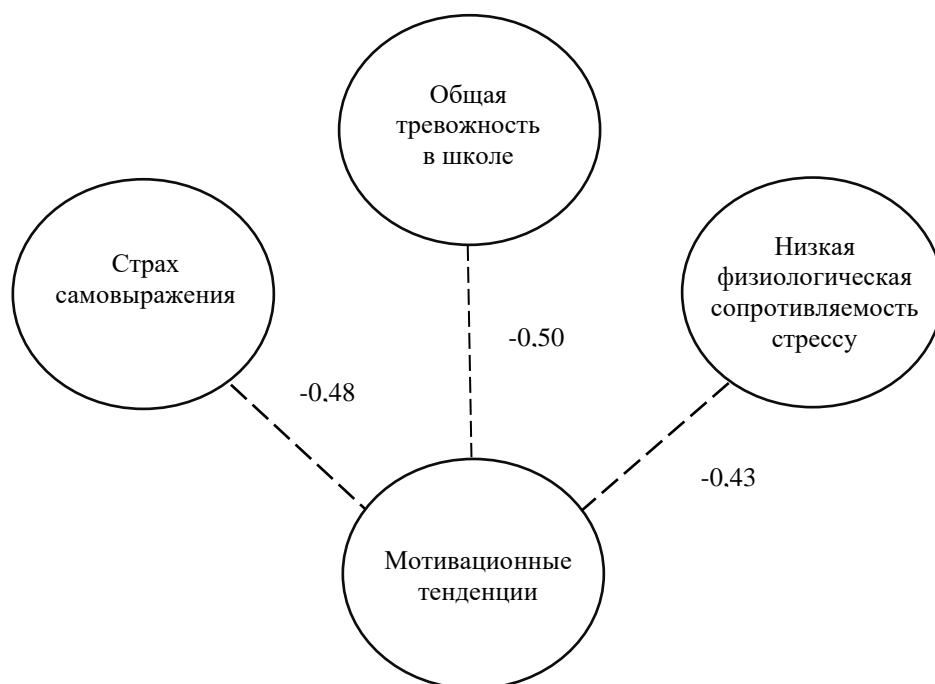 Общая
тревожность
в школе
Страх
самовыражения
Низкая
физиологическая
сопротивляемость
стрессу
-0,50
-0,48
-0,43
Мотивационные
тенденции